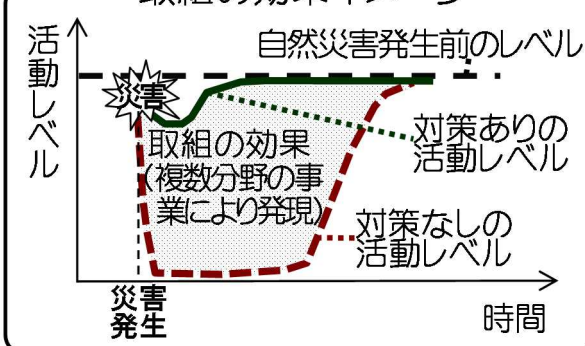 取組の効果イメージ
活動レベル
自然災害発生前のレベル
災害
対策ありの
活動レベル
取組の効果
(複数分野の事
業により発現)
対策なしの
活動レベル
災害
発生
時間